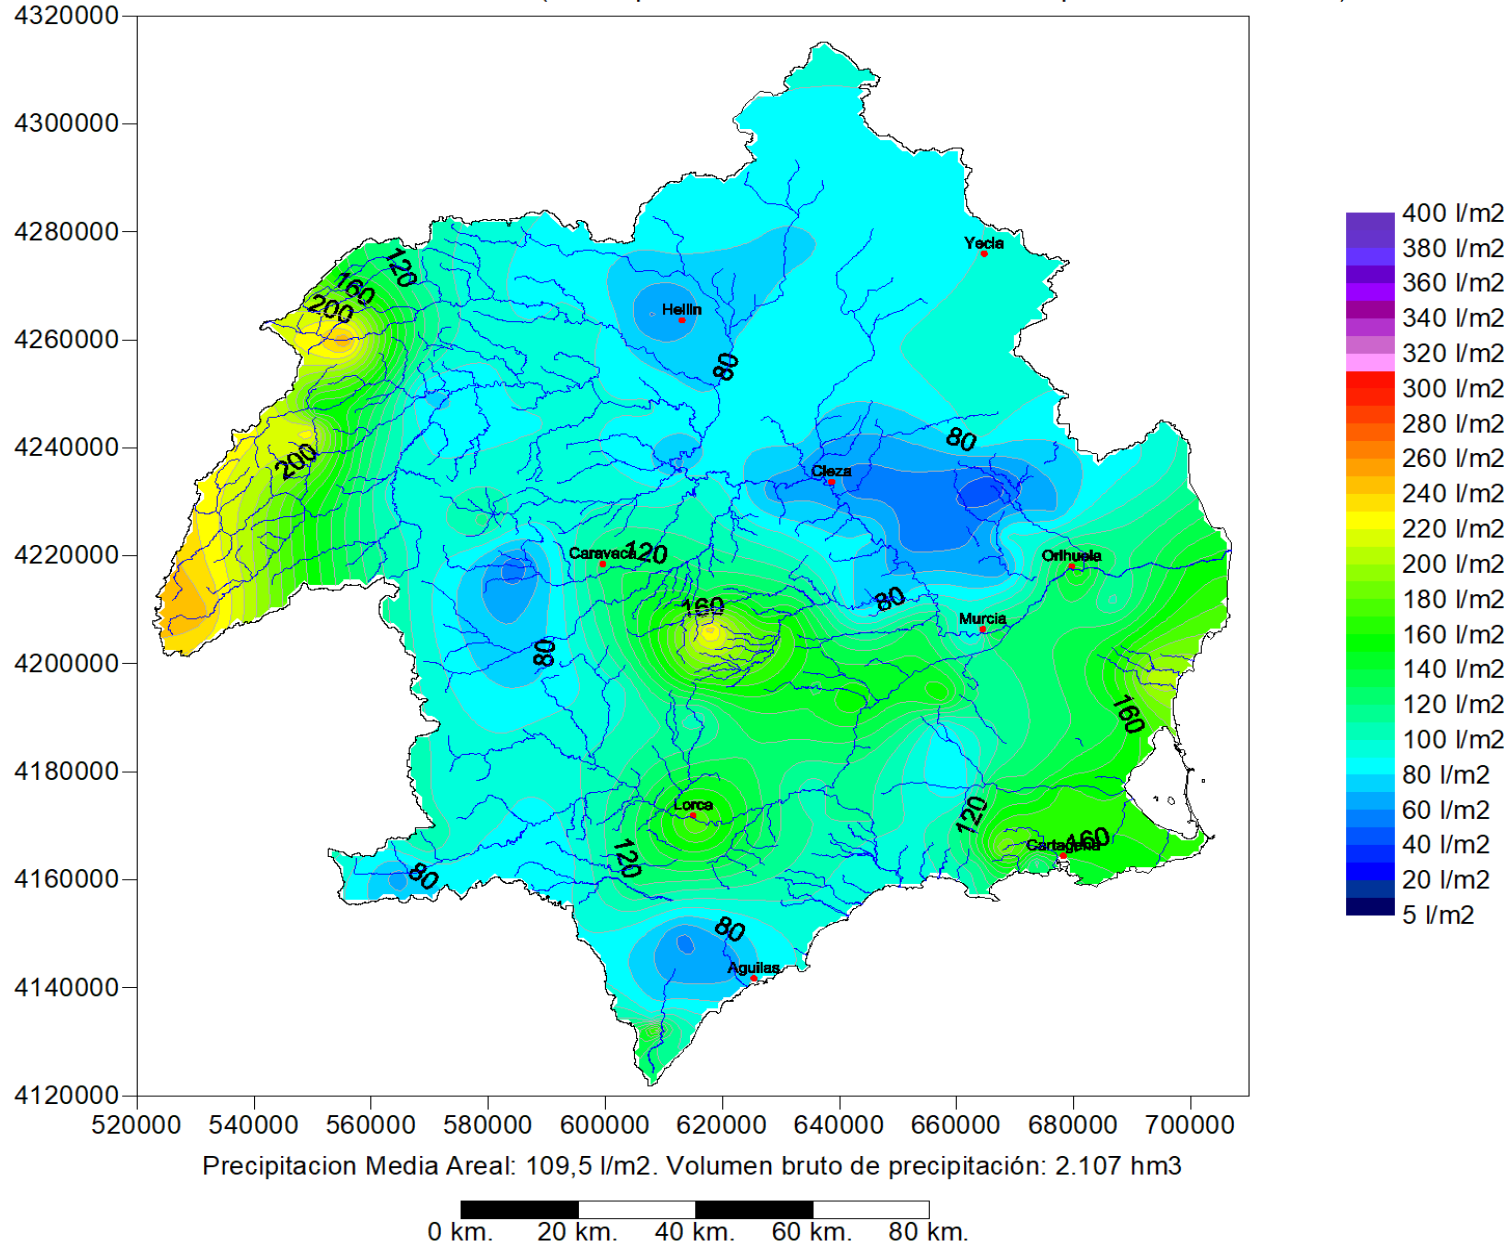 4320000
4300000
4280000
4260000
4240000
4220000
4200000
4180000
4160000
4140000
4120000
520000 540000 560000 580000 600000 620000 640000 660000 680000 700000
Yecla
120
160
200
Hellin
80
80
200
Cieza
Caravaca
120
Orihuela
160
80
Murcia
80
160
Lorca
120
160
Cartagena
120
80
80
Aguilas
400 l/m2
380 l/m2
360 l/m2
340 l/m2
320 l/m2
300 l/m2
280 l/m2
260 l/m2
240 l/m2
220 l/m2
200 l/m2
180 l/m2
160 l/m2
140 l/m2
120 l/m2
100 l/m2
80 l/m2
60 l/m2
40 l/m2
20 l/m2
5 l/m2
Precipitacion Media Areal: 109,5 l/m2. Volumen bruto de precipitación: 2.107 hm3
0 km. 20 km. 40 km. 60 km. 80 km.